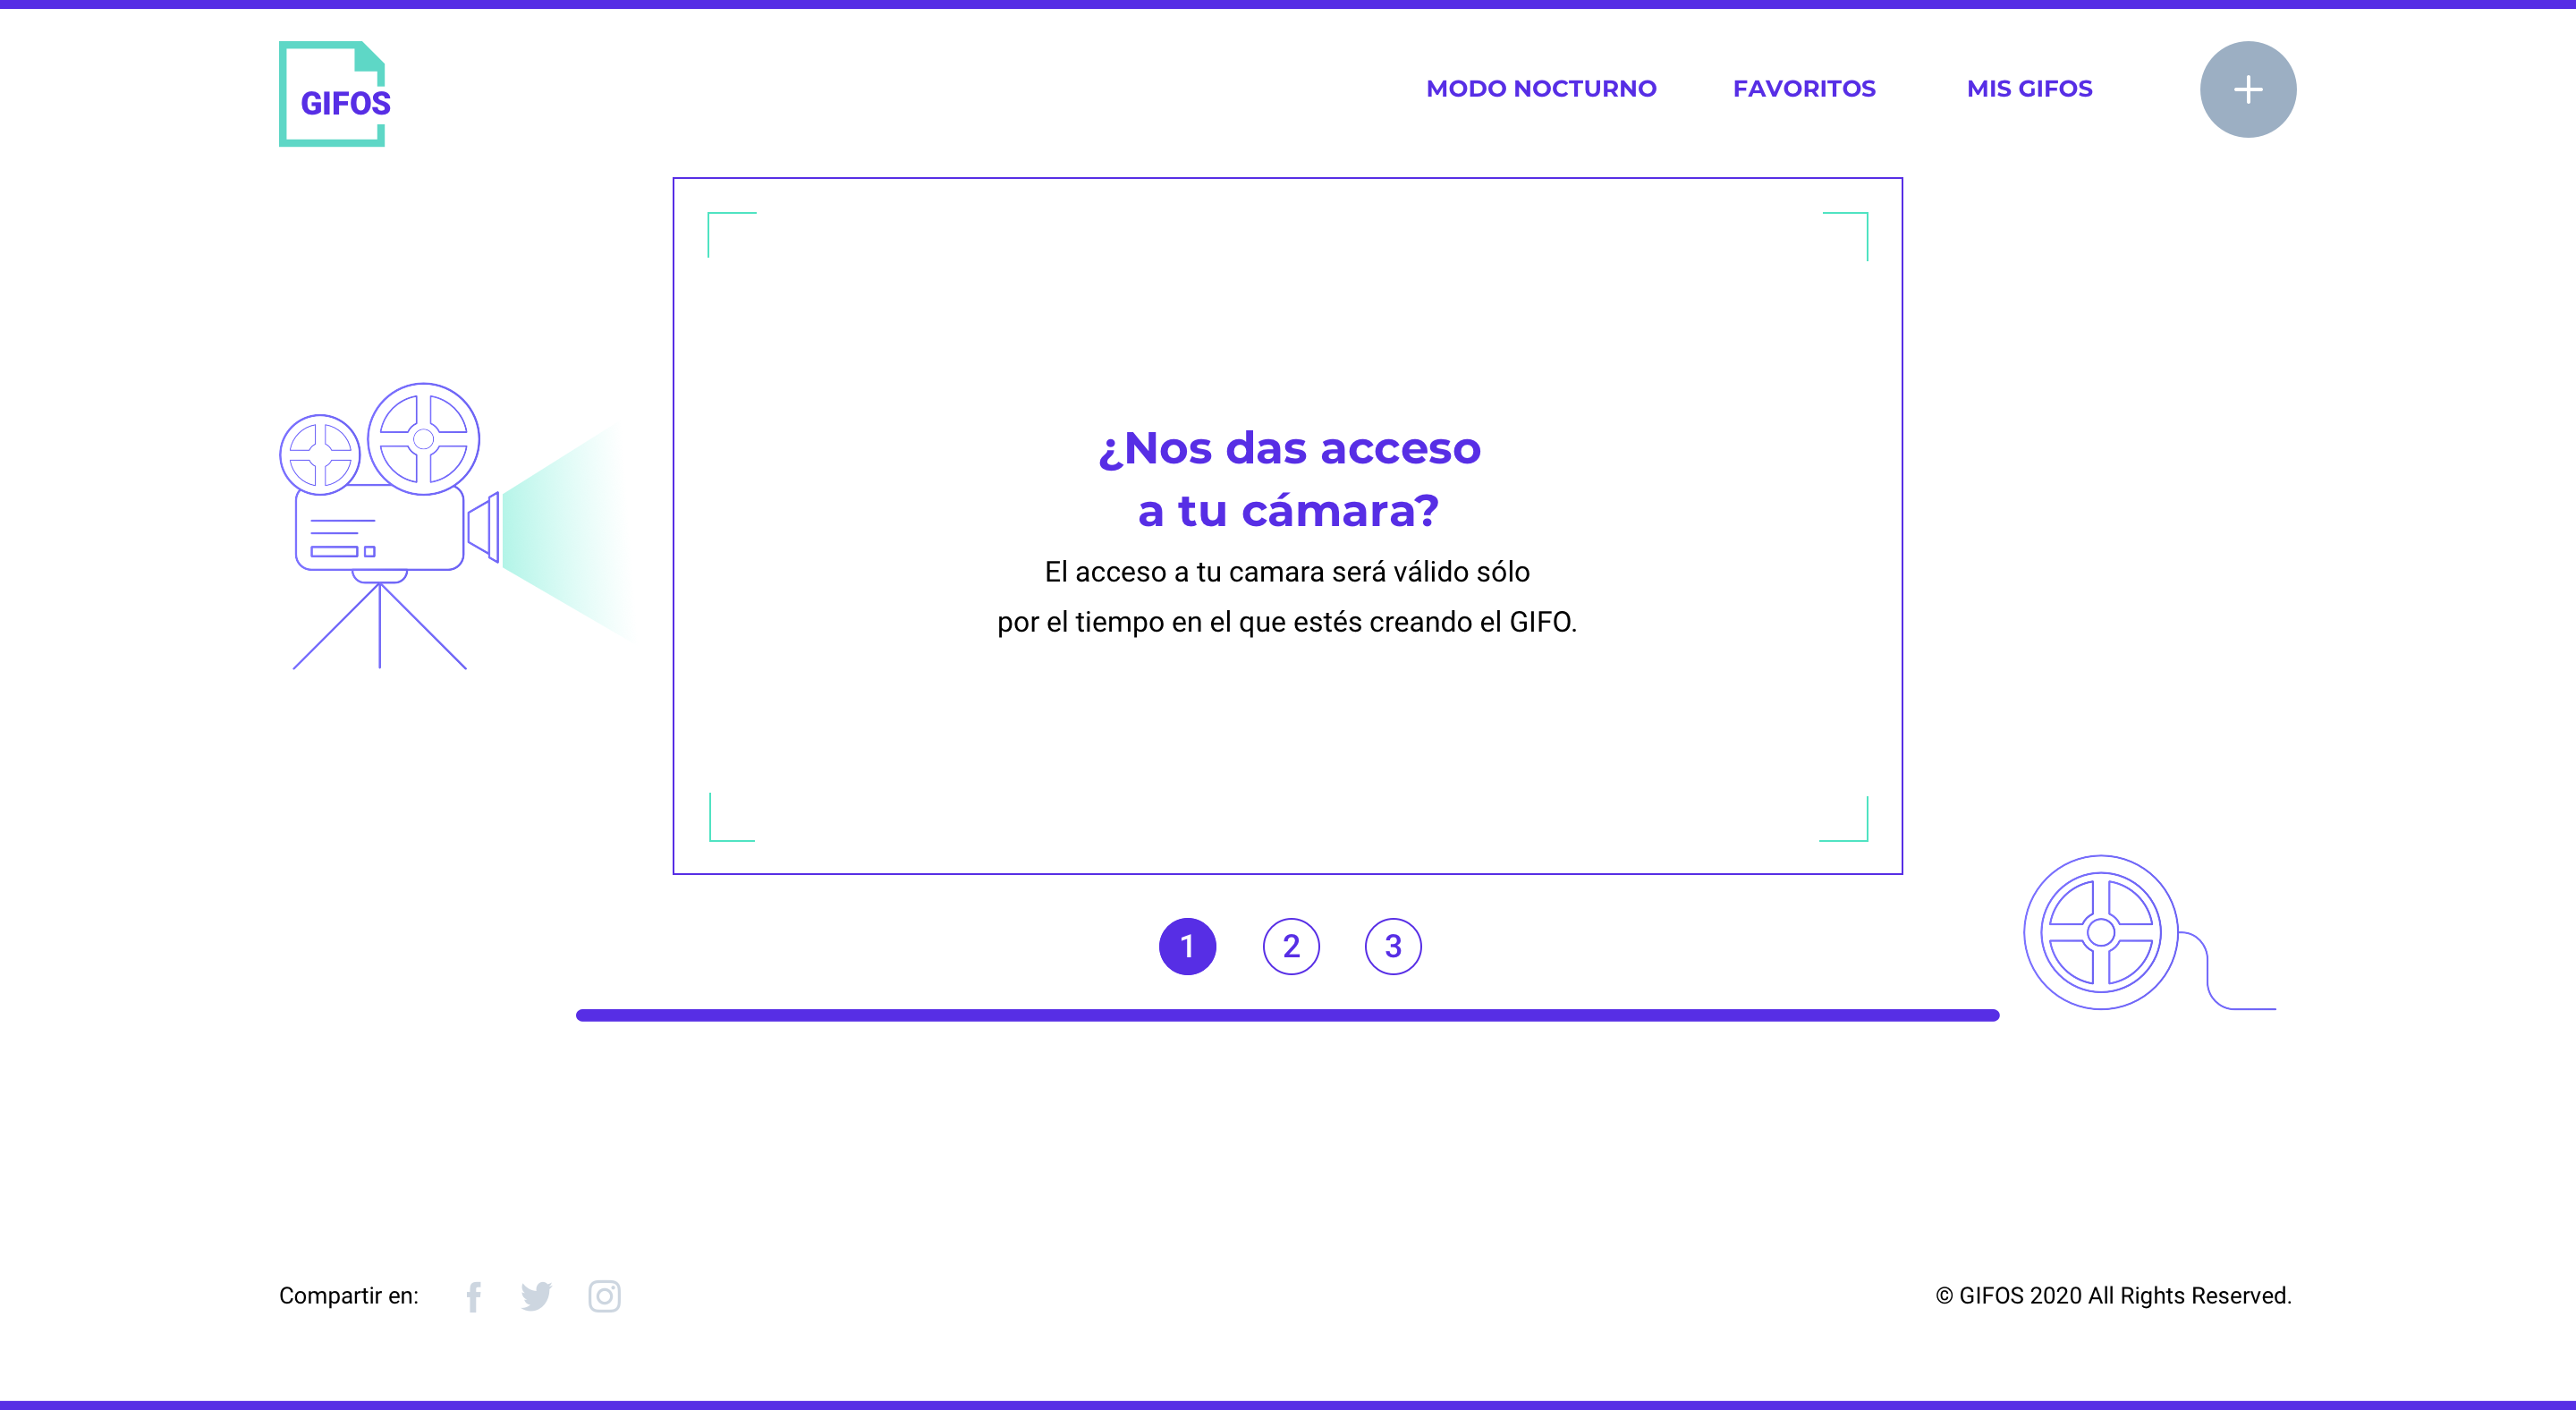 GIFOS
MODO NOCTURNO
FAVORITOS
MIS GIFOS
¿Nos das acceso
a tu cámara?
El acceso a tu camara será válido sólo
por el tiempo en el que estés creando el GIFO.
1
2
3
Compartir en:
© GIFOS 2020 All Rights Reserved.